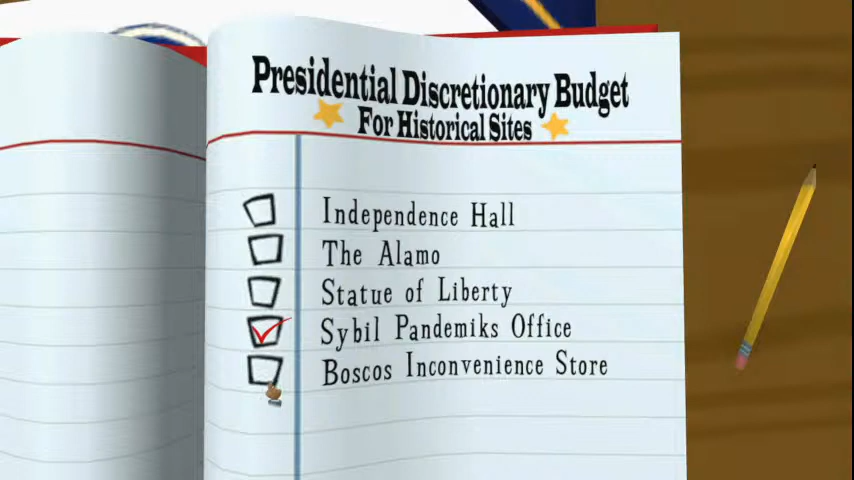 Presidential Discretionary Budget
For Historical Sites
Independence Hall
The Alamo
Statue of Liberty
Sybil Pandemiks Office
Boscos Inconvenience Store